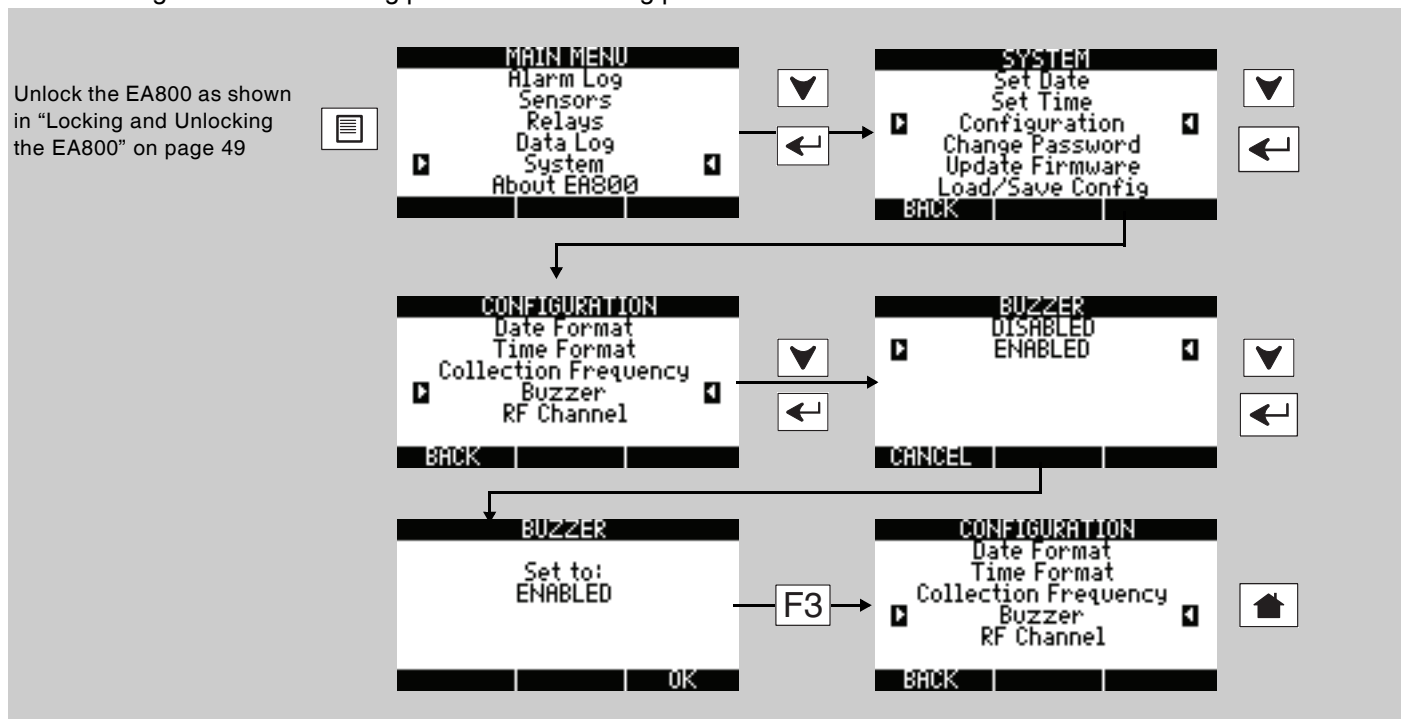 Unlock the EA800 as shown
in “Locking and Unlocking
the EA800” on page 49
MAIN MENU
Alarm Log
Sensors
Relays
Data Log
System
About EA800
SYSTEM
Set Date
Set Time
Configuration
Change Password
Update Firmware
Load/Save Config
BACK
CONFIGURATION
Date Format
Time Format
Collection Frequency
Buzzer
RF Channel
BACK
BUZZER
DISABLED
ENABLED
CANCEL
BUZZER
Set to:
ENABLED
OK
F3
CONFIGURATION
Date Format
Time Format
Collection Frequency
Buzzer
RF Channel
BACK